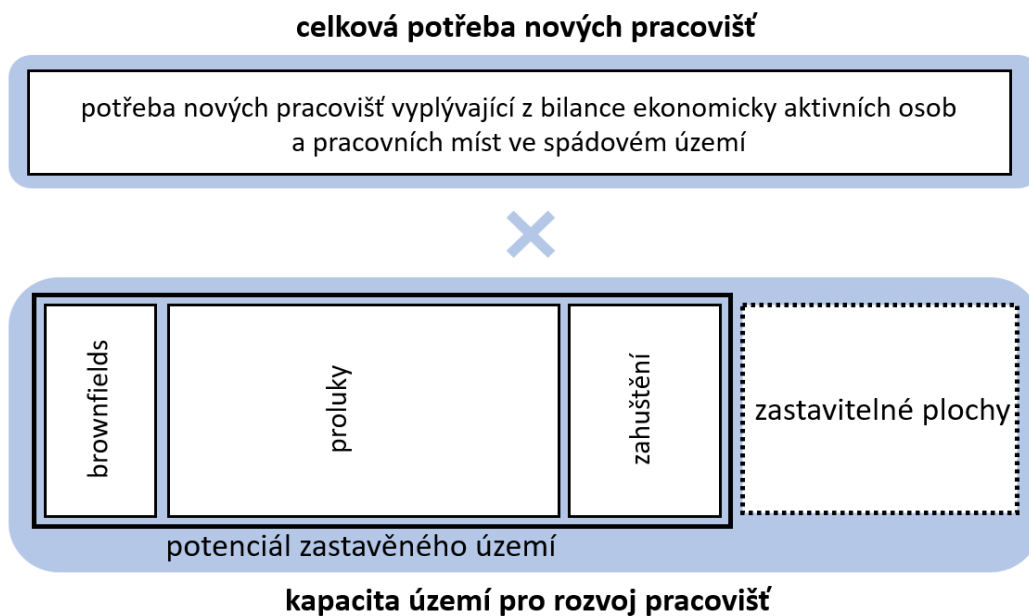 celková potřeba nových pracovišť
potřeba nových pracovišť vyplývající z bilance ekonomicky aktivních osob
a pracovních míst ve spádovém území
×
brownfields
proluky
zahuštění
zastavitelné plochy
potenciál zastavěného území
kapacita území pro rozvoj pracovišť